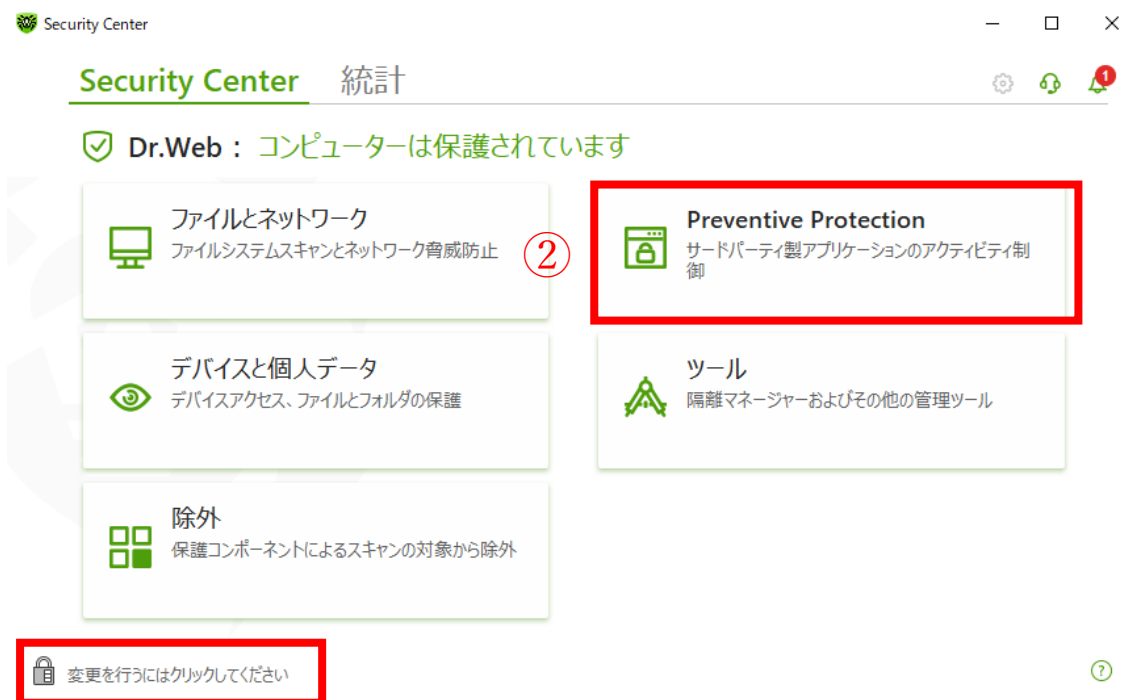 Security Center
Security Center 統計
1
Dr.Web： コンピューターは保護されています
ファイルとネットワーク
ファイルシステムスキャンとネットワーク脅威防止
②
Preventive Protection
サードパーティ製アプリケーションのアクティビティ制
御
デバイスと個人データ
デバイスアクセス、ファイルとフォルダの保護
ツール
隔離マネージャーおよびその他の管理ツール
除外
保護コンポーネントによるスキャンの対象から除外
変更を行うにはクリックしてください
?